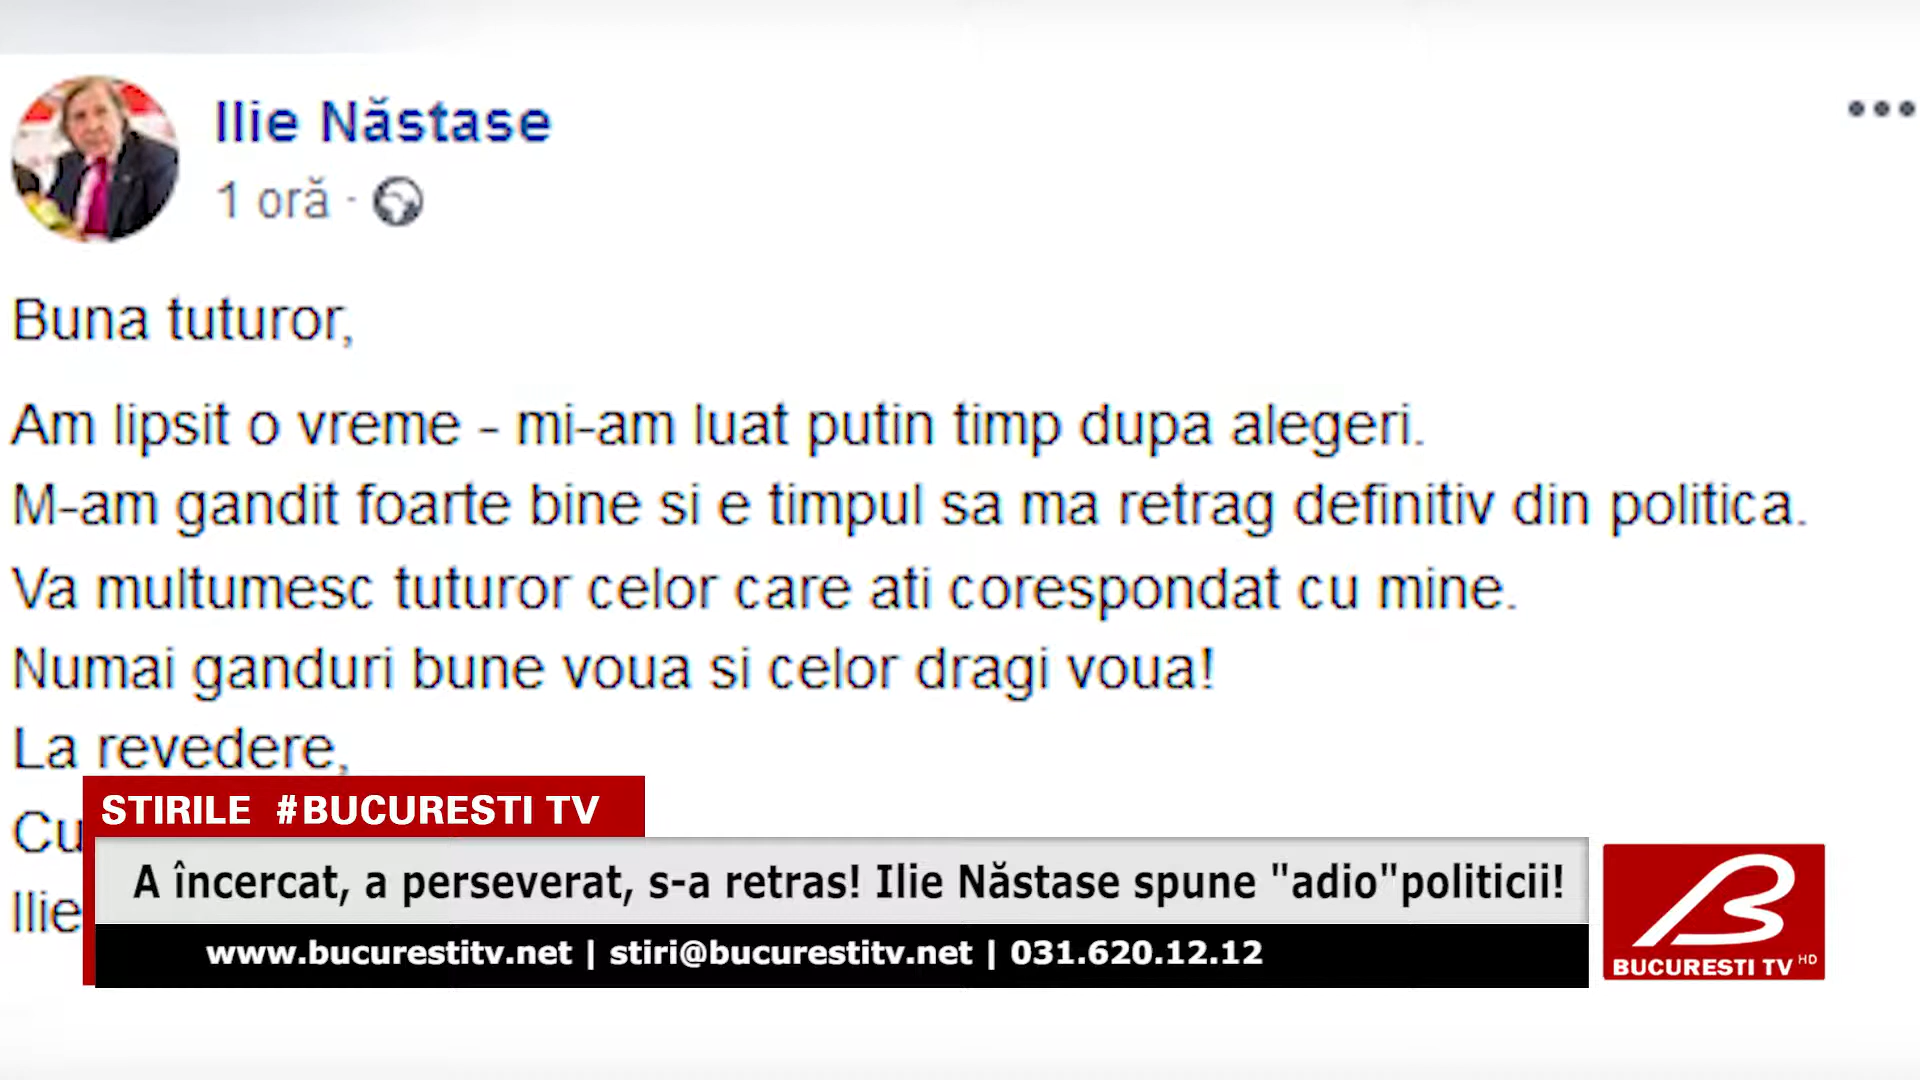 Ilie Năstase
1 oră ·
Buna tuturor,
Am lipsit o vreme - mi-am luat putin timp dupa alegeri.
M-am gandit foarte bine si e timpul sa ma retrag definitiv din politica.
Va multumesc tuturor celor care ati corespondat cu mine.
Numai ganduri bune voua si celor dragi voua!
La revedere,
Cu
Ilie
STIRILE #BUCURESTI TV
A încercat, a perseverat, s-a retras! Ilie Năstase spune "adio"politicii!
www.bucurestitv.net | stiri@bucurestitv.net | 031.620.12.12
B
BUCURESTI TV HD